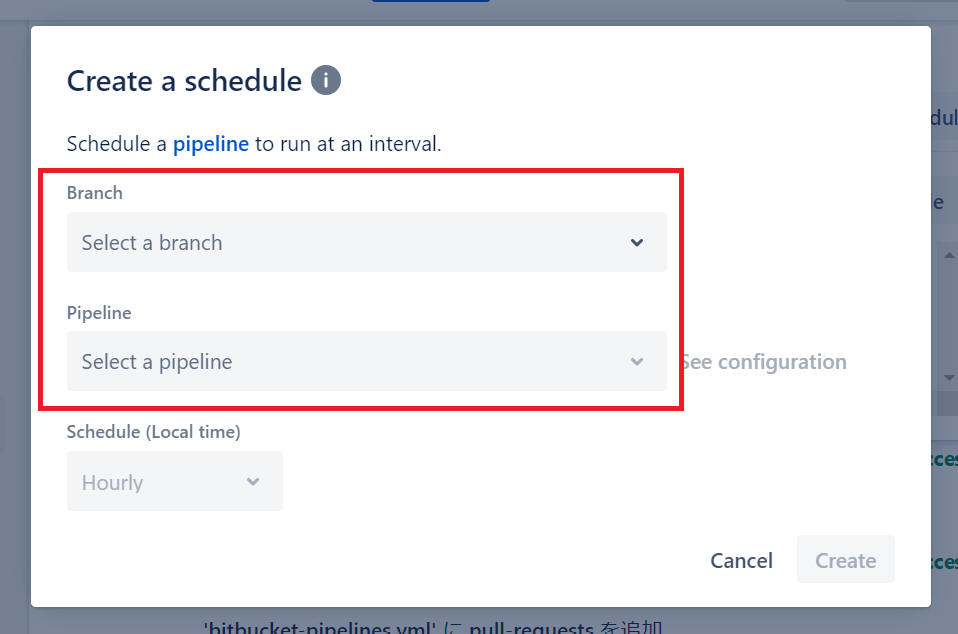 Create a schedule
Schedule a pipeline to run at an interval.
Branch
Select a branch
Pipeline
Select a pipeline
See configuration
Schedule (Local time)
Hourly
Cancel
Create
'bitbucket-pipelines.yml' に pull-requests を追加